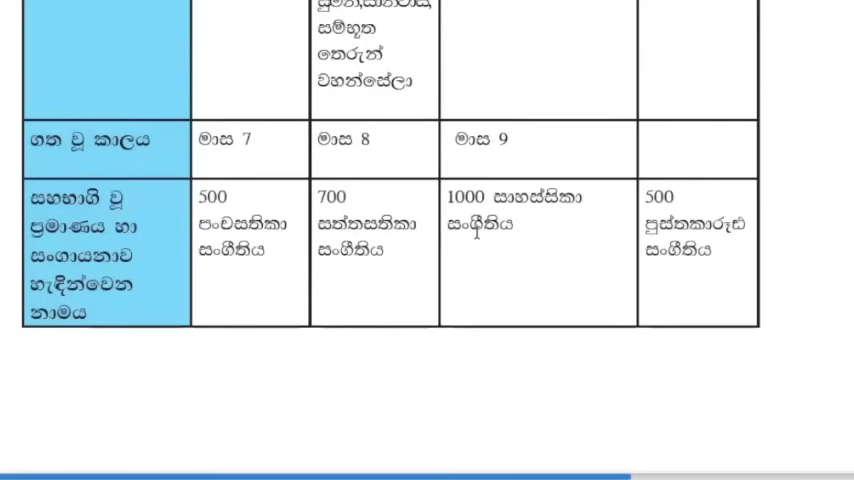 සම්භූත
තෙරුන්
වහන්සේලා
ගත වූ කාලය
මාස 7
මාස 8
මාස 9
සහභාගි වූ
ප්‍රමාණය හා
සංගායනාව
හැඳින්වෙන
නාමය
500
පංචසතිකා
සංගීතිය
700
සත්තසතිකා
සංගීතිය
1000 සාහස්සිකා
සංගීතිය
500
පුස්තකාරූඪ
සංගීතිය